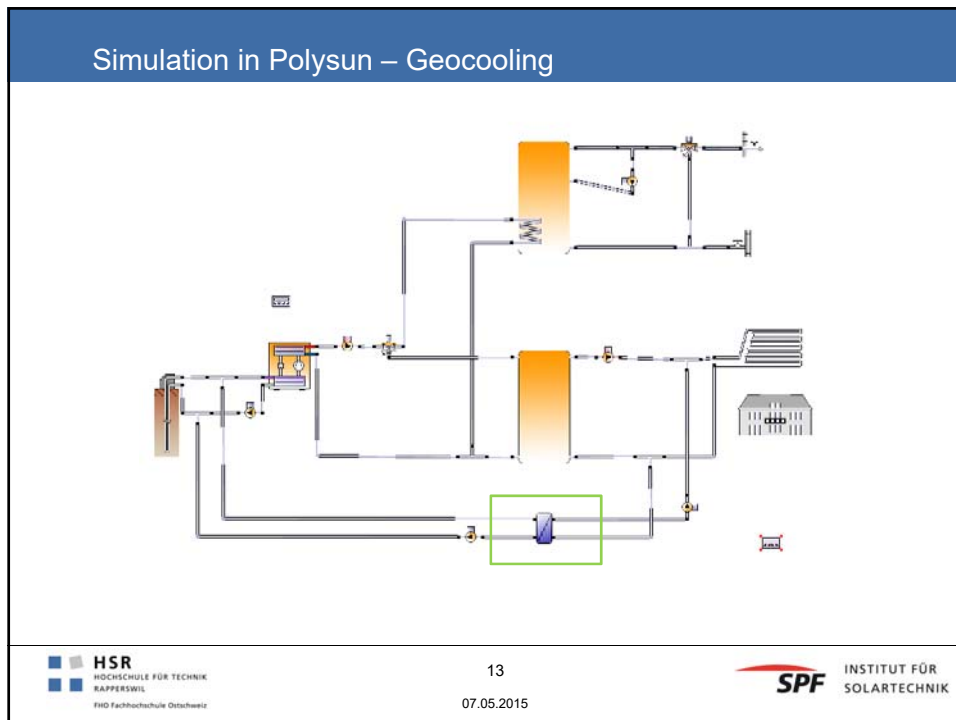 Simulation in Polysun – Geocooling
HSR
HOCHSCHULE FÜR TECHNIK
RAPPERSWIL
FHO Fachhochschule Ostschweiz
13
07.05.2015
SPF
INSTITUT FÜR
SOLARTECHNIK